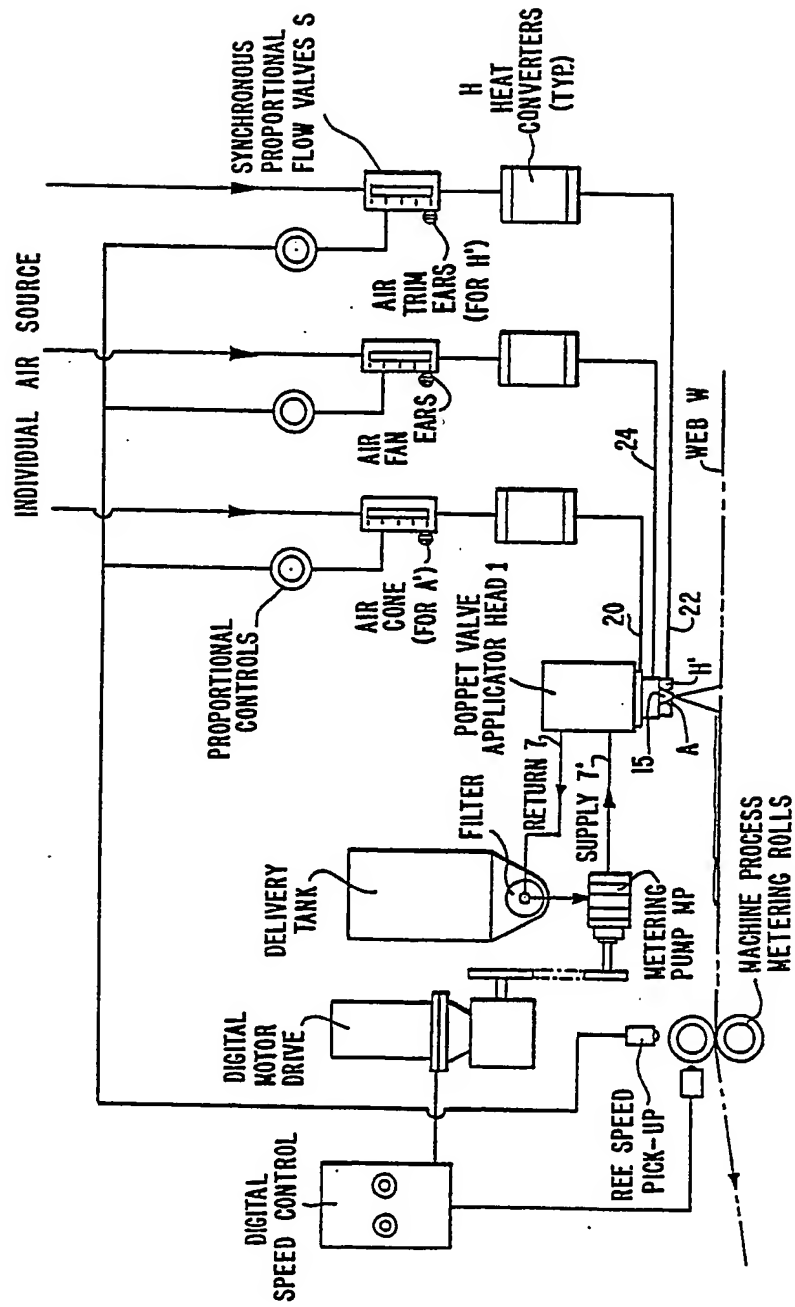 INDIVIDUAL AIR SOURCE
SYNCHRONOUS
PROPORTIONAL
FLOW VALVES S
PROPORTIONAL
CONTROLS
AIR
CONE
(FOR A')
AIR
FAN
EARS
AIR
TRIM
EARS
(FOR H')
H
HEAT
CONVERTERS
(TYP.)
DIGITAL
SPEED CONTROL
DIGITAL
MOTOR
DRIVE
DELIVERY
TANK
FILTER
RETURN 7
SUPPLY 7'
POPPET VALVE
APPLICATOR HEAD 1
METERING
PUMP MP
20
24
22
15
A
H'
WEB W
REF. SPEED
PICK-UP
MACHINE PROCESS
METERING ROLLS